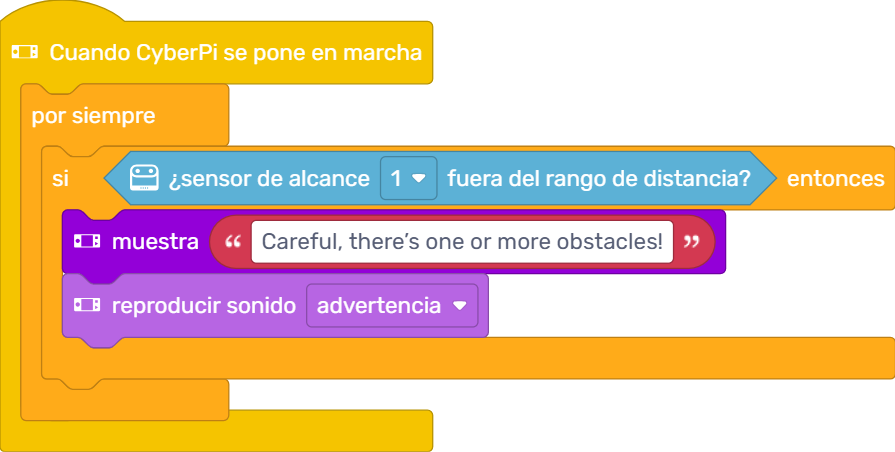 Cuando CyberPi se pone en marcha
por siempre
si ¿sensor de alcance 1 fuera del rango de distancia? entonces
muestra “ Careful, there’s one or more obstacles! ”
reproducir sonido advertencia